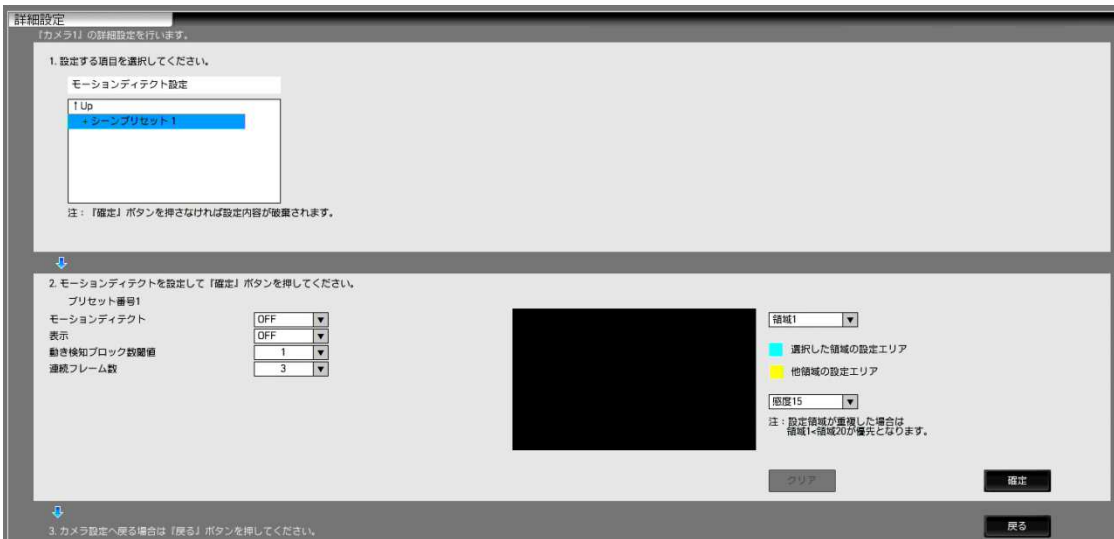 詳細設定
『カメラ1』の詳細設定を行います。
1. 設定する項目を選択してください。
モーションディテクト設定
↑Up
+ シーンプリセット1
注:『確定』ボタンを押さなければ設定内容が破棄されます。
2. モーションディテクトを設定して『確定』ボタンを押してください。
プリセット番号1
モーションディテクト OFF
表示 OFF
動き検知ブロック数閾値 1
連続フレーム数 3
領域1
選択した領域の設定エリア
他領域の設定エリア
感度15
注:設定領域が重複した場合は
領域1<領域20が優先となります。
クリア
確定
3. カメラ設定へ戻る場合は『戻る』ボタンを押してください。
戻る